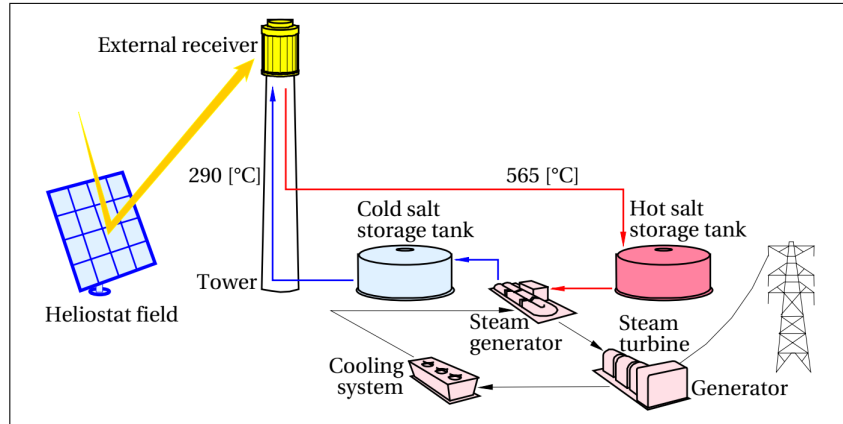 External receiver
290 [°C]
565 [°C]
Cold salt
storage tank
Hot salt
storage tank
Tower
Heliostat field
Steam
generator
Steam
turbine
Cooling
system
Generator